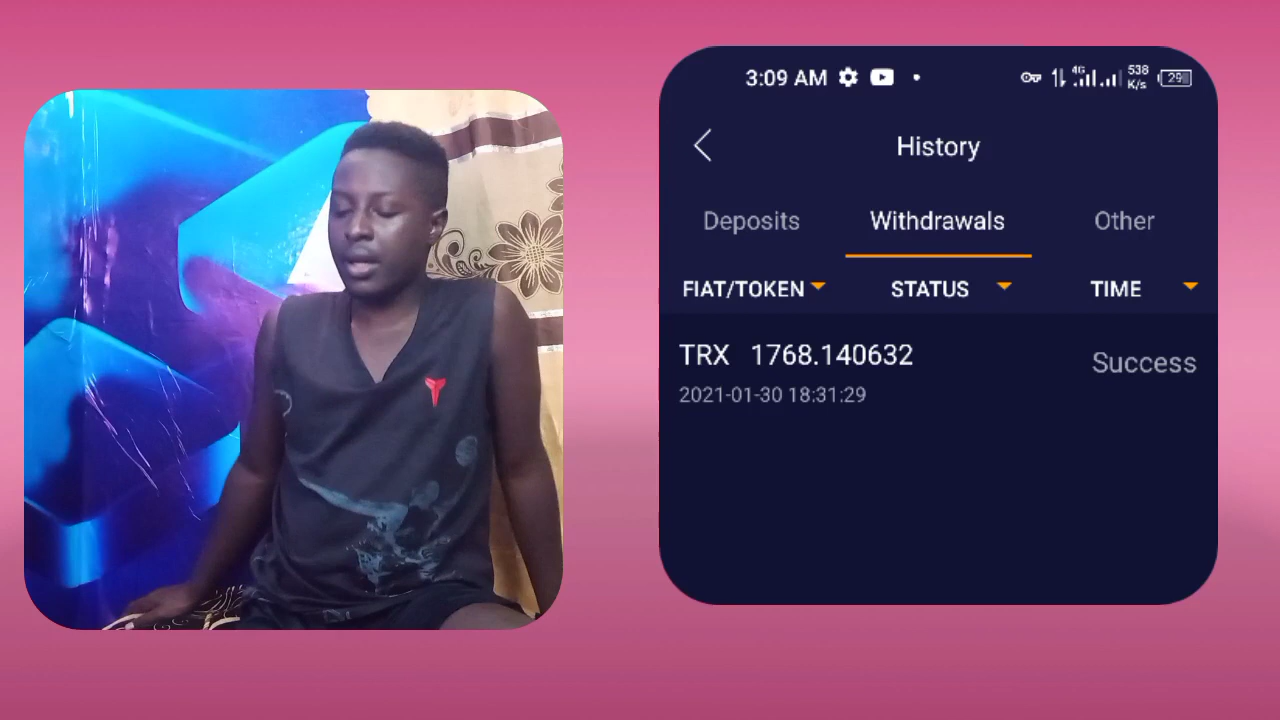 3:09 AM 4G 538 K/s 29
History
Deposits Withdrawals Other
FIAT/TOKEN STATUS TIME
TRX 1768.140632 Success
2021-01-30 18:31:29